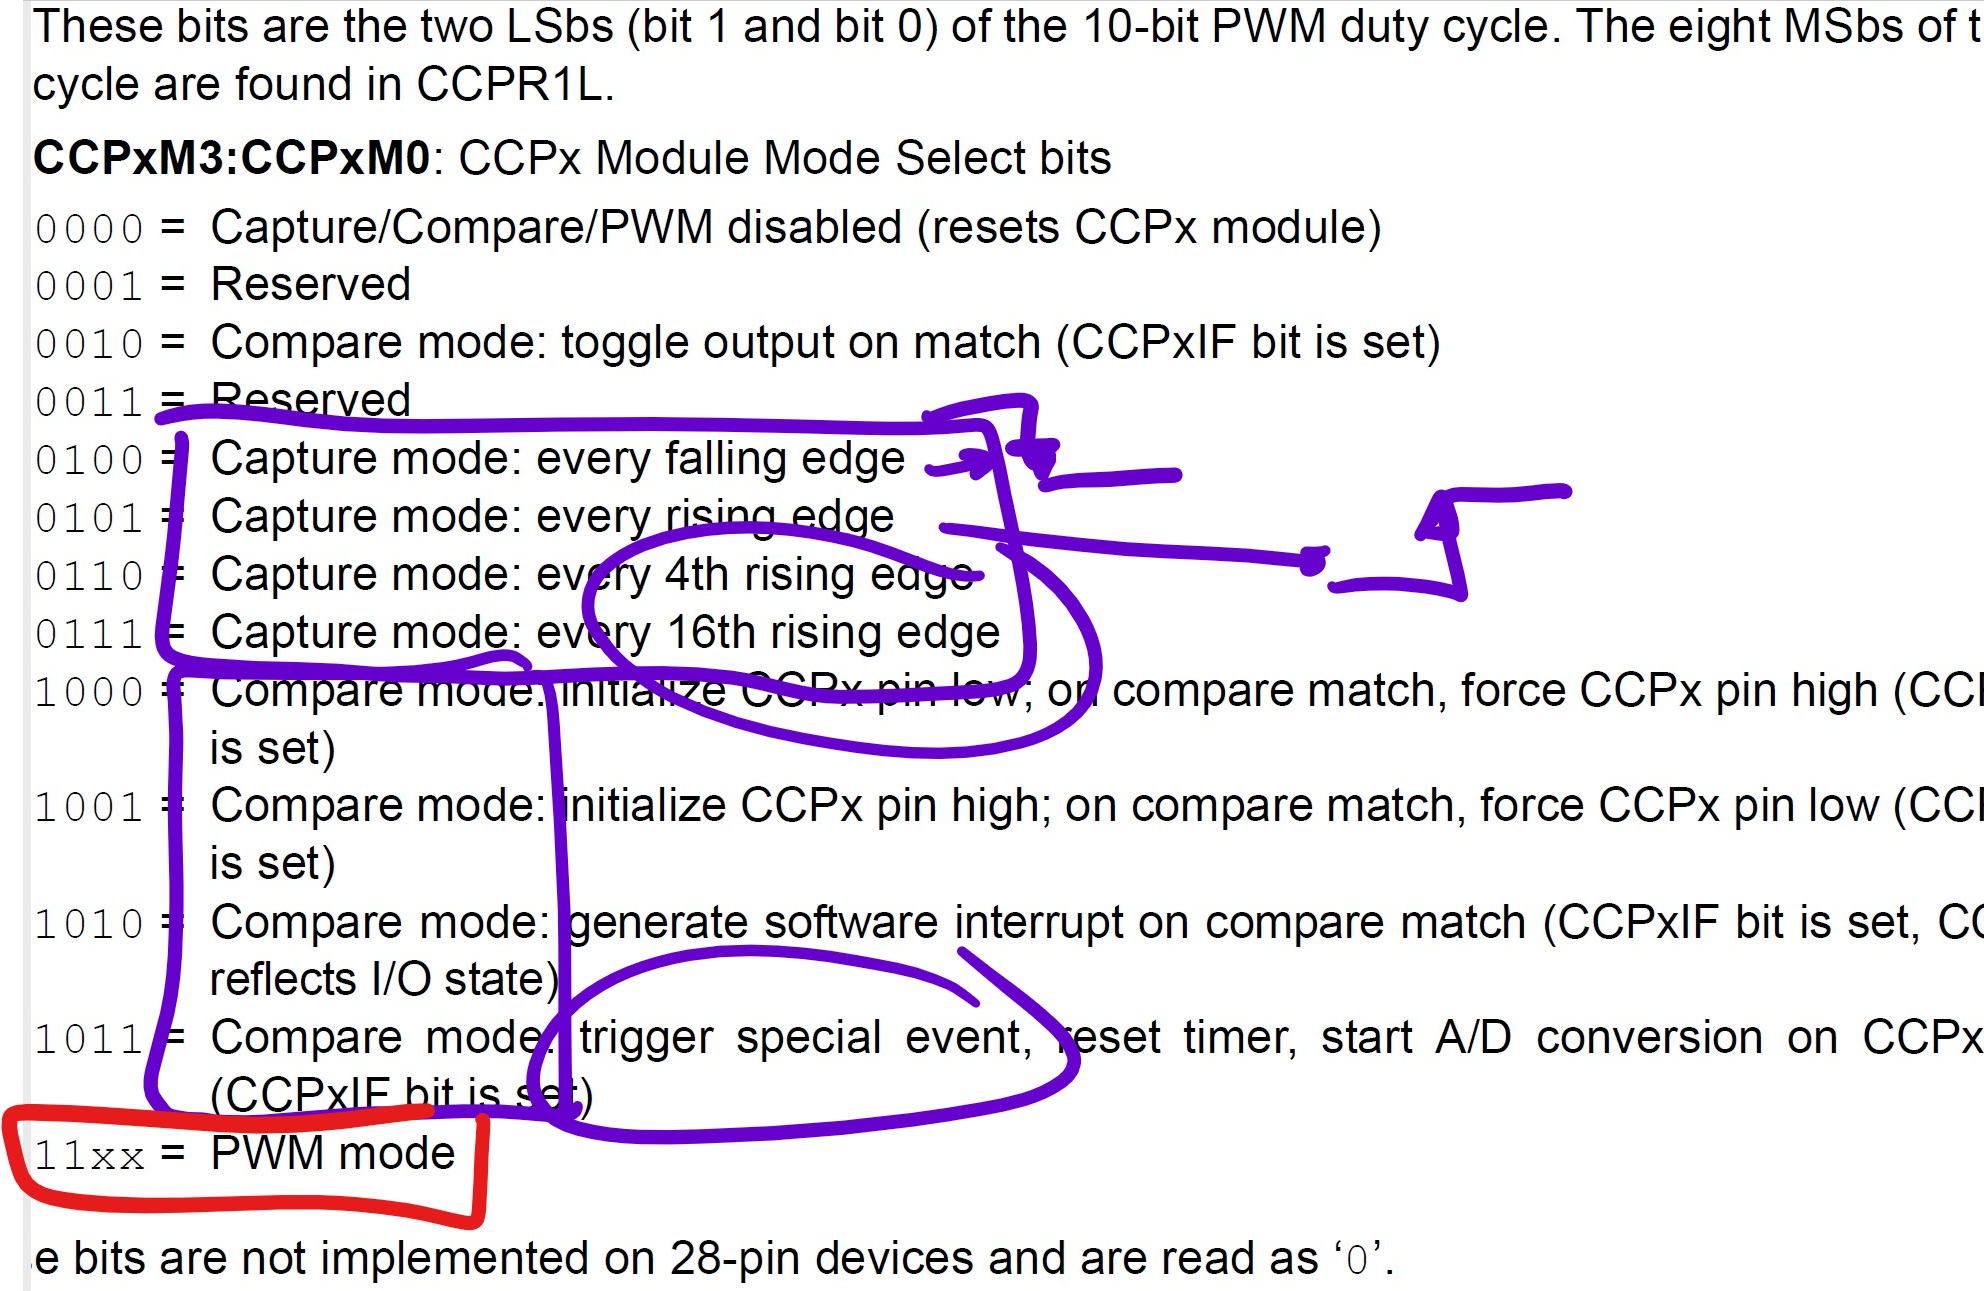 These bits are the two LSbs (bit 1 and bit 0) of the 10-bit PWM duty cycle. The eight MSbs of t
cycle are found in CCPR1L.
CCPxM3:CCPxM0: CCPx Module Mode Select bits
0000 = Capture/Compare/PWM disabled (resets CCPx module)
0001 = Reserved
0010 = Compare mode: toggle output on match (CCPxIF bit is set)
0011 = Reserved
0100 = Capture mode: every falling edge
0101 = Capture mode: every rising edge
0110 = Capture mode: every 4th rising edge
0111 = Capture mode: every 16th rising edge
1000 = Compare mode: initialize CCPx pin low; on compare match, force CCPx pin high (CCP
is set)
1001 = Compare mode: initialize CCPx pin high; on compare match, force CCPx pin low (CCP
is set)
1010 = Compare mode: generate software interrupt on compare match (CCPxIF bit is set, CC
reflects I/O state)
1011 = Compare mode: trigger special event, reset timer, start A/D conversion on CCPx
(CCPxIF bit is set)
11xx = PWM mode
e bits are not implemented on 28-pin devices and are read as ‘0’.